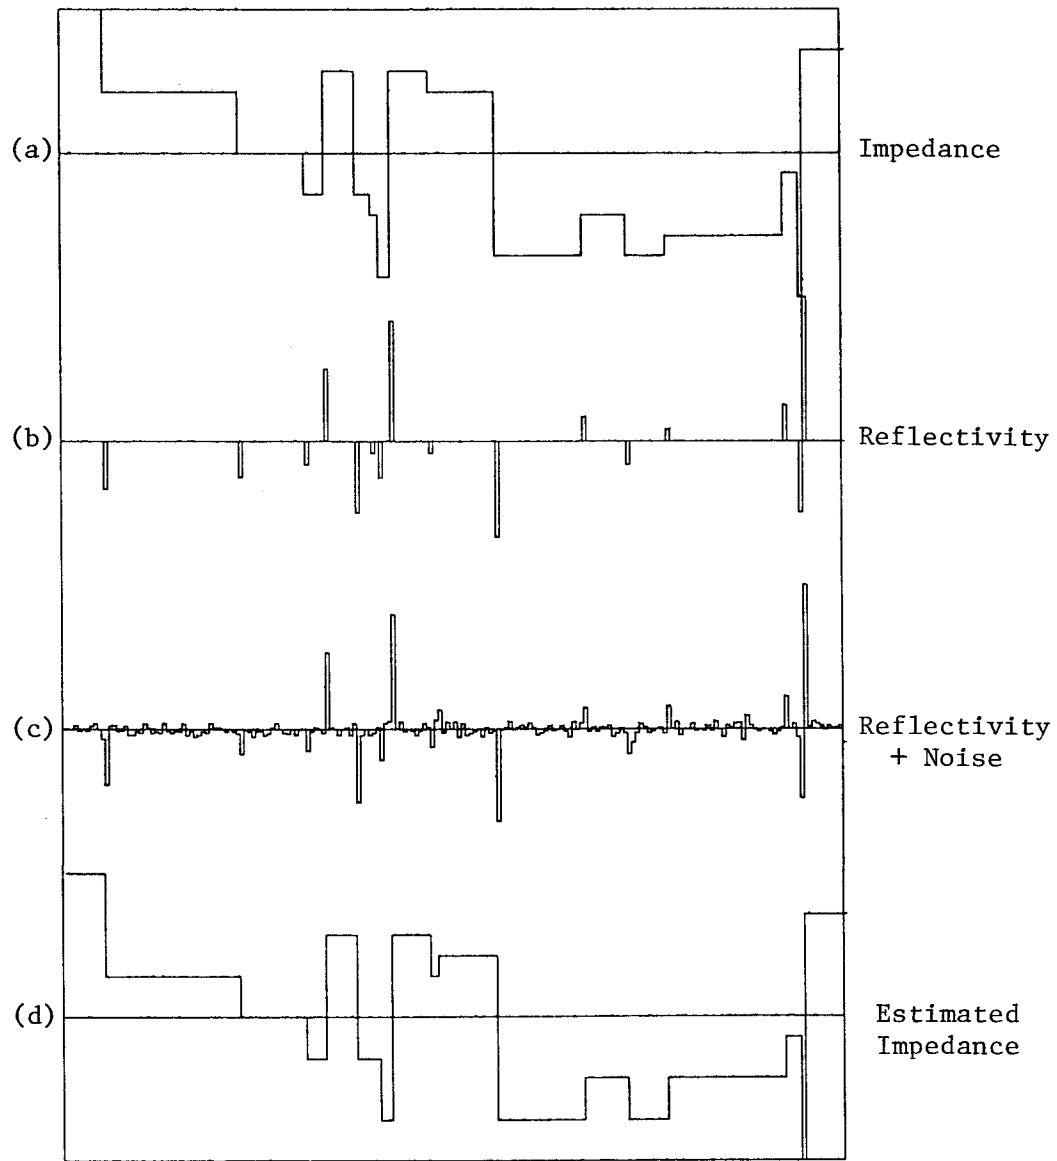 (a)
Impedance
(b)
Reflectivity
(c)
Reflectivity
+ Noise
(d)
Estimated
Impedance